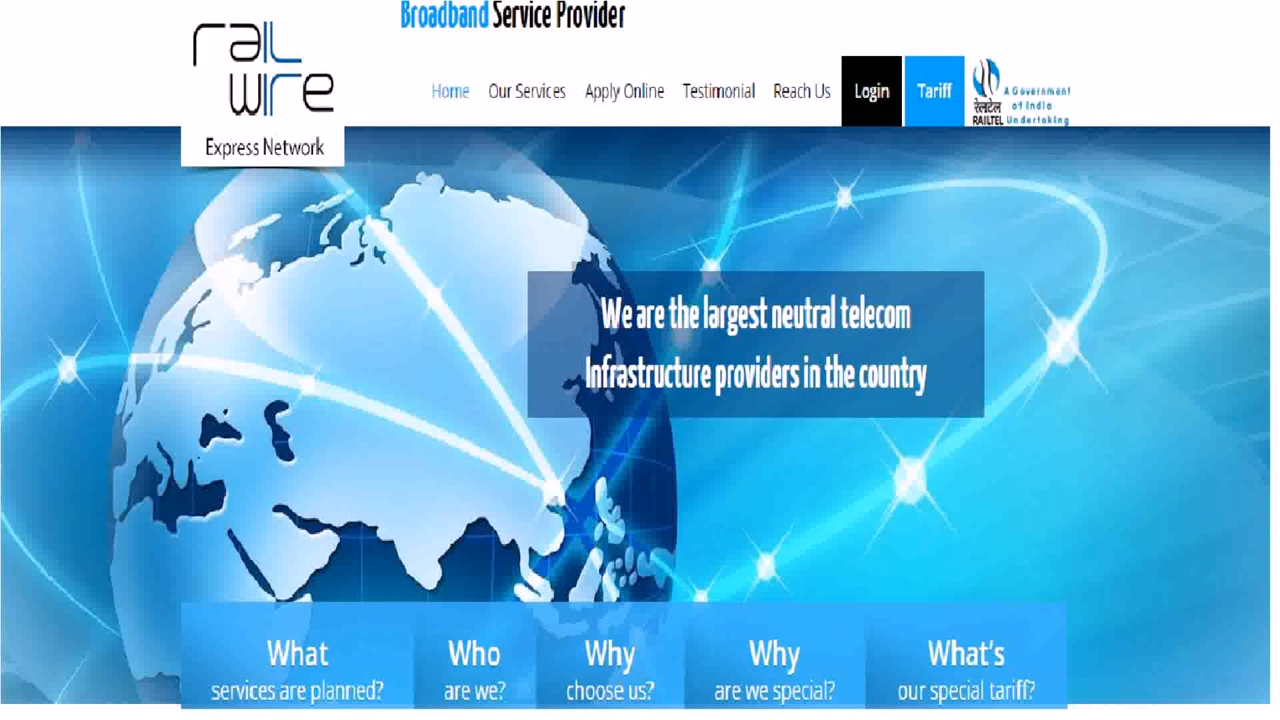 Broadband Service Provider
rail
wire
Express Network
Home Our Services Apply Online Testimonial Reach Us Login Tariff
रेलटेल
RAILTEL
A Government
of India
Undertaking
We are the largest neutral telecom
Infrastructure providers in the country
What
services are planned?
Who
are we?
Why
choose us?
Why
are we special?
What's
our special tariff?